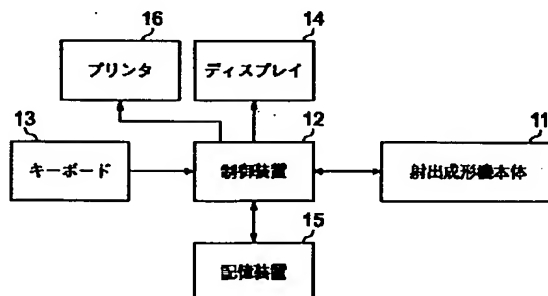 16
プリンタ
14
ディスプレイ
13
キーボード
12
制御装置
11
射出成形機本体
15
記憶装置